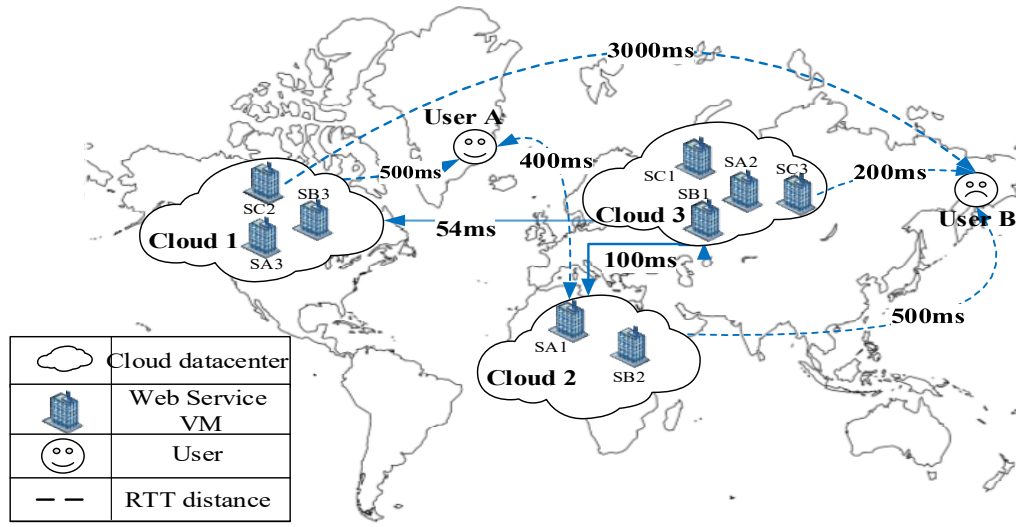 3000ms
User A
400ms
500ms
SC2
SB3
SA3
Cloud 1
54ms
SC1
SA2
SC3
SB1
Cloud 3
200ms
User B
100ms
500ms
SA1
SB2
Cloud 2
Cloud datacenter
Web Service
VM
User
RTT distance